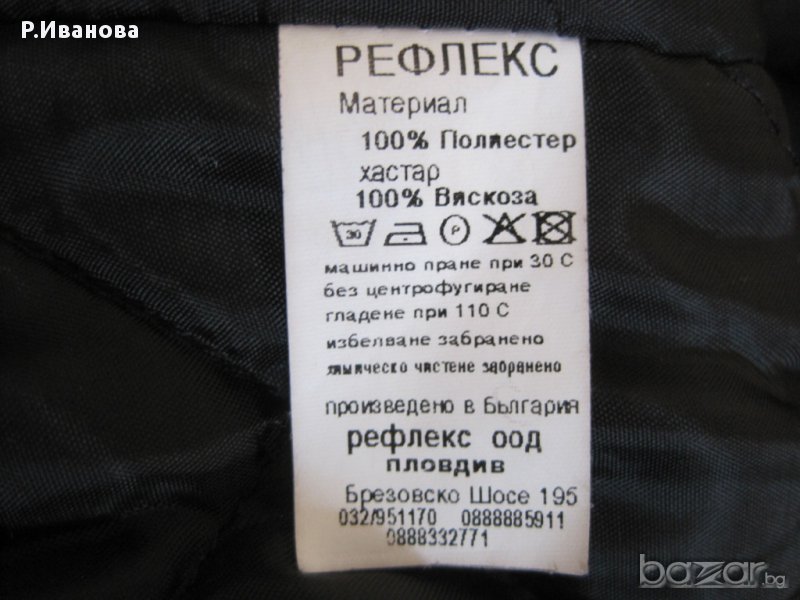 Р.Иванова
РЕФЛЕКС
Материал
100% Полиестер
хастар
100% Вискоза
30 P
машинно пране при 30 С
без центрофугиране
гладене при 110 С
избелване забранено
химическо чистене забранено
произведено в България
рефлекс оод
пловдив
Брезовско Шосе 195
032/951170 0888885911
0888332771
bazar.bg